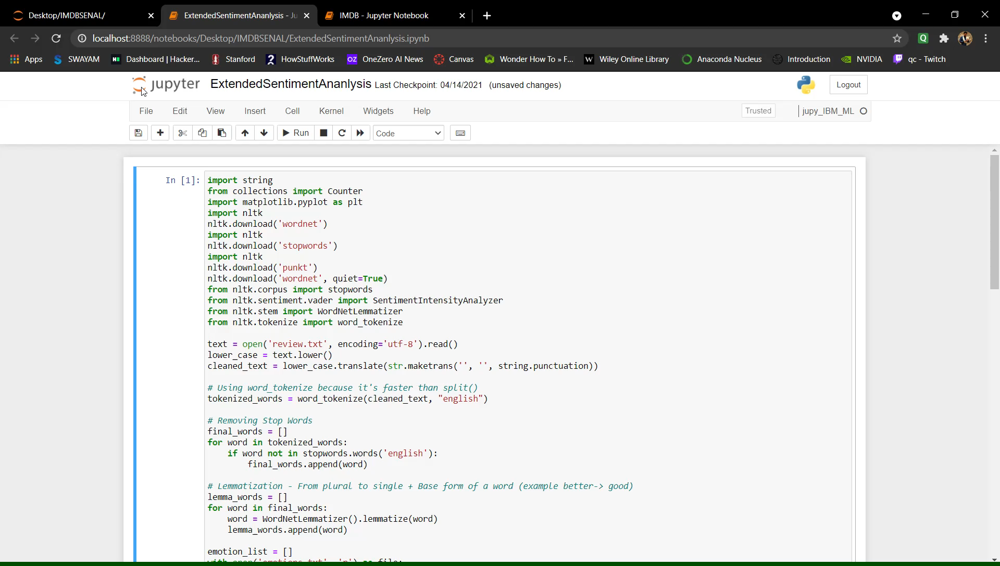 Desktop/IMDBSENAL/
ExtendedSentimentAnanlysis - Ju
IMDB - Jupyter Notebook
localhost:8888/notebooks/Desktop/IMDBSENAL/ExtendedSentimentAnanlysis.ipynb
Apps SWAYAM Dashboard | Hacker... Stanford HowStuffWorks OneZero AI News Canvas Wonder How To » F... Wiley Online Library Anaconda Nucleus Introduction NVIDIA qc - Twitch
jupyter ExtendedSentimentAnanlysis Last Checkpoint: 04/14/2021 (unsaved changes) Logout
File Edit View Insert Cell Kernel Widgets Help Trusted jupy_IBM_ML
Run Code
In [1]: import string
from collections import Counter
import matplotlib.pyplot as plt
import nltk
nltk.download('wordnet')
import nltk
nltk.download('stopwords')
import nltk
nltk.download('punkt')
nltk.download('wordnet', quiet=True)
from nltk.corpus import stopwords
from nltk.sentiment.vader import SentimentIntensityAnalyzer
from nltk.stem import WordNetLemmatizer
from nltk.tokenize import word_tokenize
text = open('review.txt', encoding='utf-8').read()
lower_case = text.lower()
cleaned_text = lower_case.translate(str.maketrans('', '', string.punctuation))
# Using word_tokenize because it's faster than split()
tokenized_words = word_tokenize(cleaned_text, "english")
# Removing Stop Words
final_words = []
for word in tokenized_words:
    if word not in stopwords.words('english'):
        final_words.append(word)
# Lemmatization - From plural to single + Base form of a word (example better-> good)
lemma_words = []
for word in final_words:
    word = WordNetLemmatizer().lemmatize(word)
    lemma_words.append(word)
emotion_list = []
with open('emotions.txt', 'r') as file: